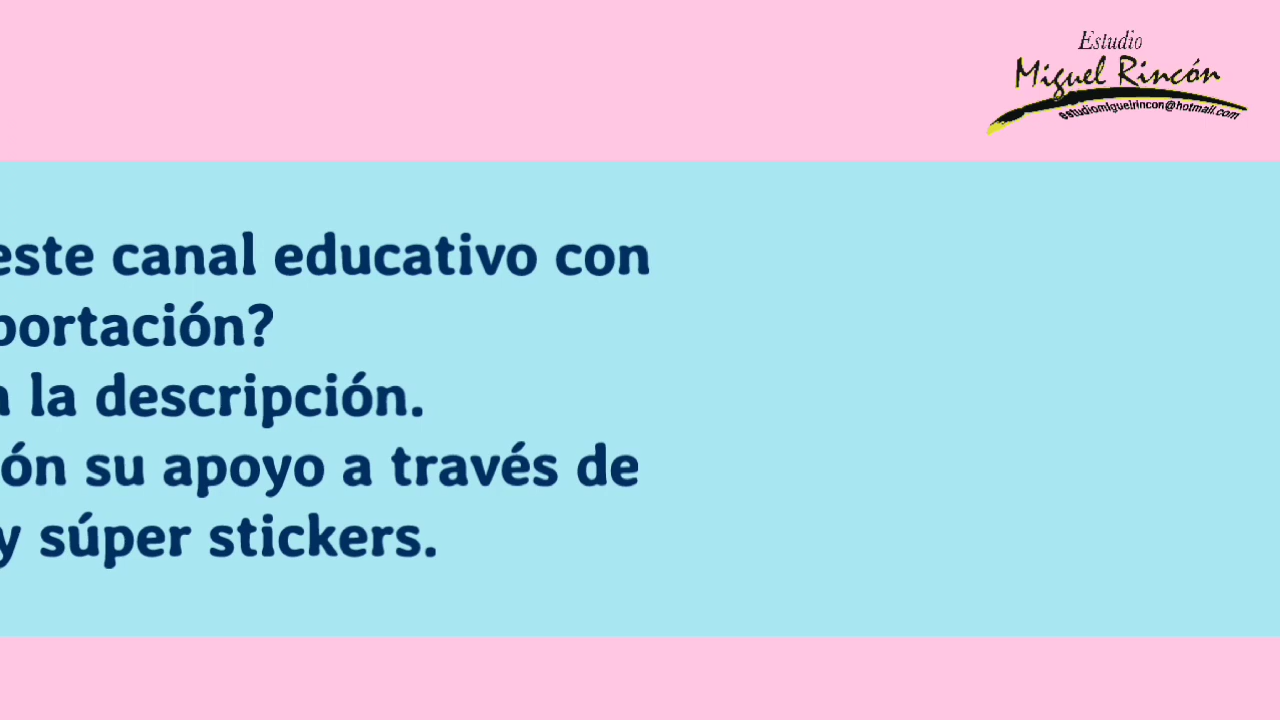 Estudio
Miguel Rincón
estudiomiguelrincon@hotmail.com
este canal educativo con
portación?
la descripción.
ón su apoyo a través de
y súper stickers.